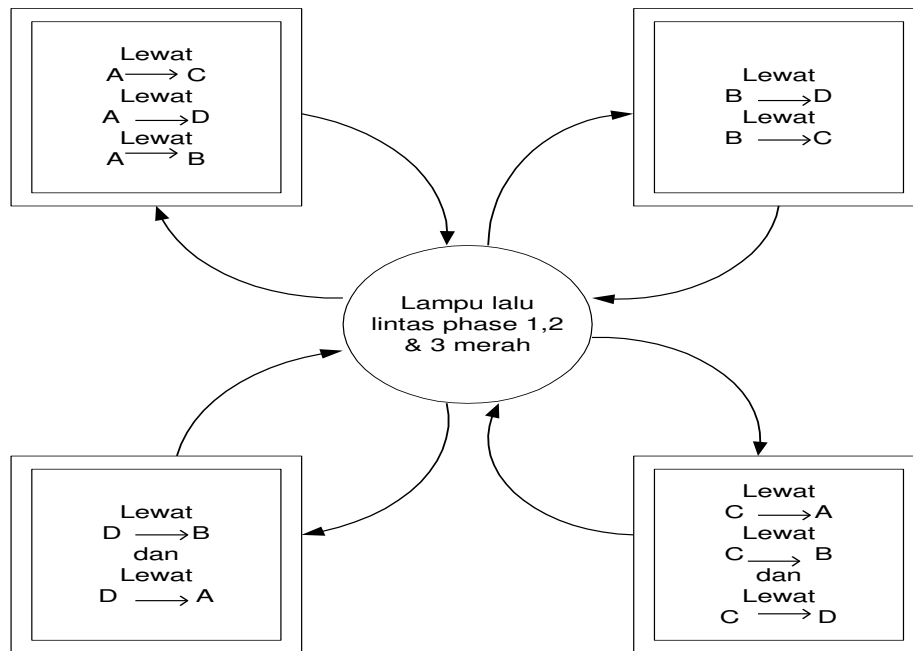 Lewat
A → C
Lewat
A → D
Lewat
A → B
Lewat
B → D
Lewat
B → C
Lampu lalu
lintas phase 1,2
& 3 merah
Lewat
D → B
dan
Lewat
D → A
Lewat
C → A
Lewat
C → B
dan
Lewat
C → D